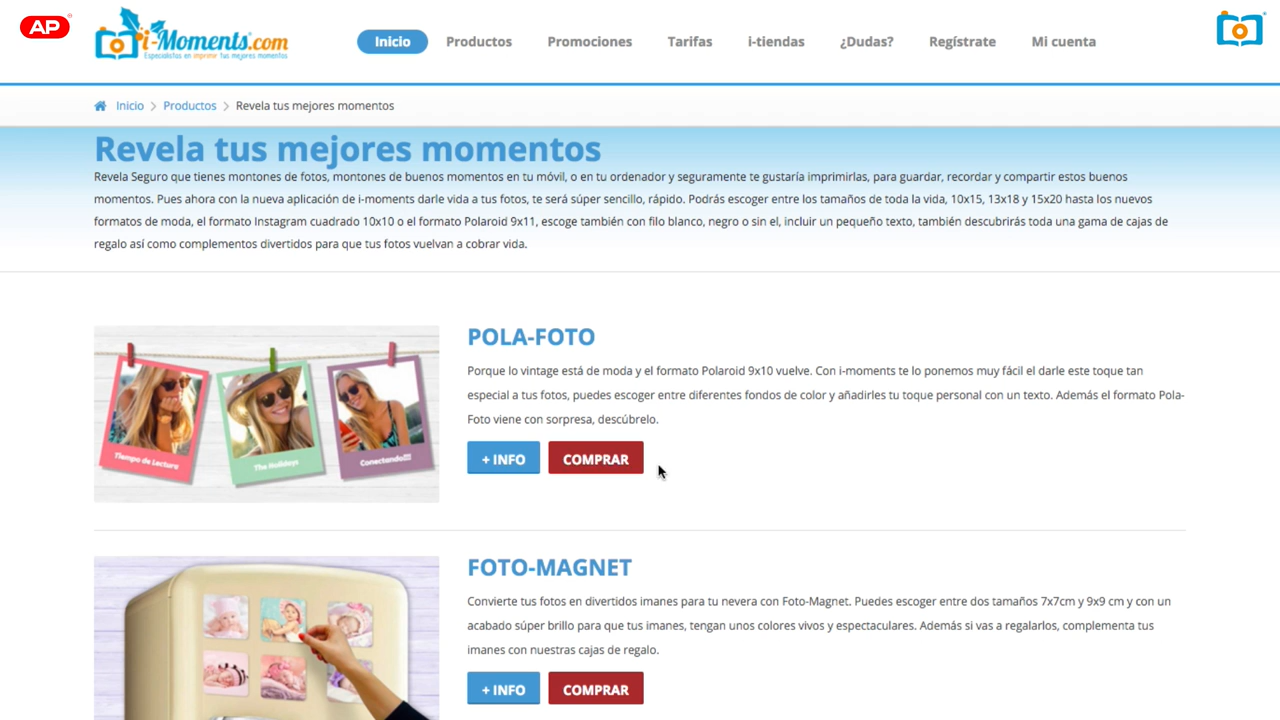 AP
i-Moments.com
Especialistas en imprimir tus mejores momentos
Inicio
Productos
Promociones
Tarifas
i-tiendas
¿Dudas?
Regístrate
Mi cuenta
Inicio > Productos > Revela tus mejores momentos
Revela tus mejores momentos
Revela Seguro que tienes montones de fotos, montones de buenos momentos en tu móvil, o en tu ordenador y seguramente te gustaría imprimirlas, para guardar, recordar y compartir estos buenos
momentos. Pues ahora con la nueva aplicación de i-moments darle vida a tus fotos, te será súper sencillo, rápido. Podrás escoger entre los tamaños de toda la vida, 10x15, 13x18 y 15x20 hasta los nuevos
formatos de moda, el formato Instagram cuadrado 10x10 o el formato Polaroid 9x11, escoge también con filo blanco, negro o sin el, incluir un pequeño texto, también descubrirás toda una gama de cajas de
regalo así como complementos divertidos para que tus fotos vuelvan a cobrar vida.
Tiempo de Lectura
The Holidays
Conectando
POLA-FOTO
Porque lo vintage está de moda y el formato Polaroid 9x10 vuelve. Con i-moments te lo ponemos muy fácil el darle este toque tan
especial a tus fotos, puedes escoger entre diferentes fondos de color y añadirles tu toque personal con un texto. Además el formato Pola-
Foto viene con sorpresa, descúbrelo.
+ INFO
COMPRAR
FOTO-MAGNET
Convierte tus fotos en divertidos imanes para tu nevera con Foto-Magnet. Puedes escoger entre dos tamaños 7x7cm y 9x9 cm y con un
acabado súper brillo para que tus imanes, tengan unos colores vivos y espectaculares. Además si vas a regalarlos, complementa tus
imanes con nuestras cajas de regalo.
+ INFO
COMPRAR